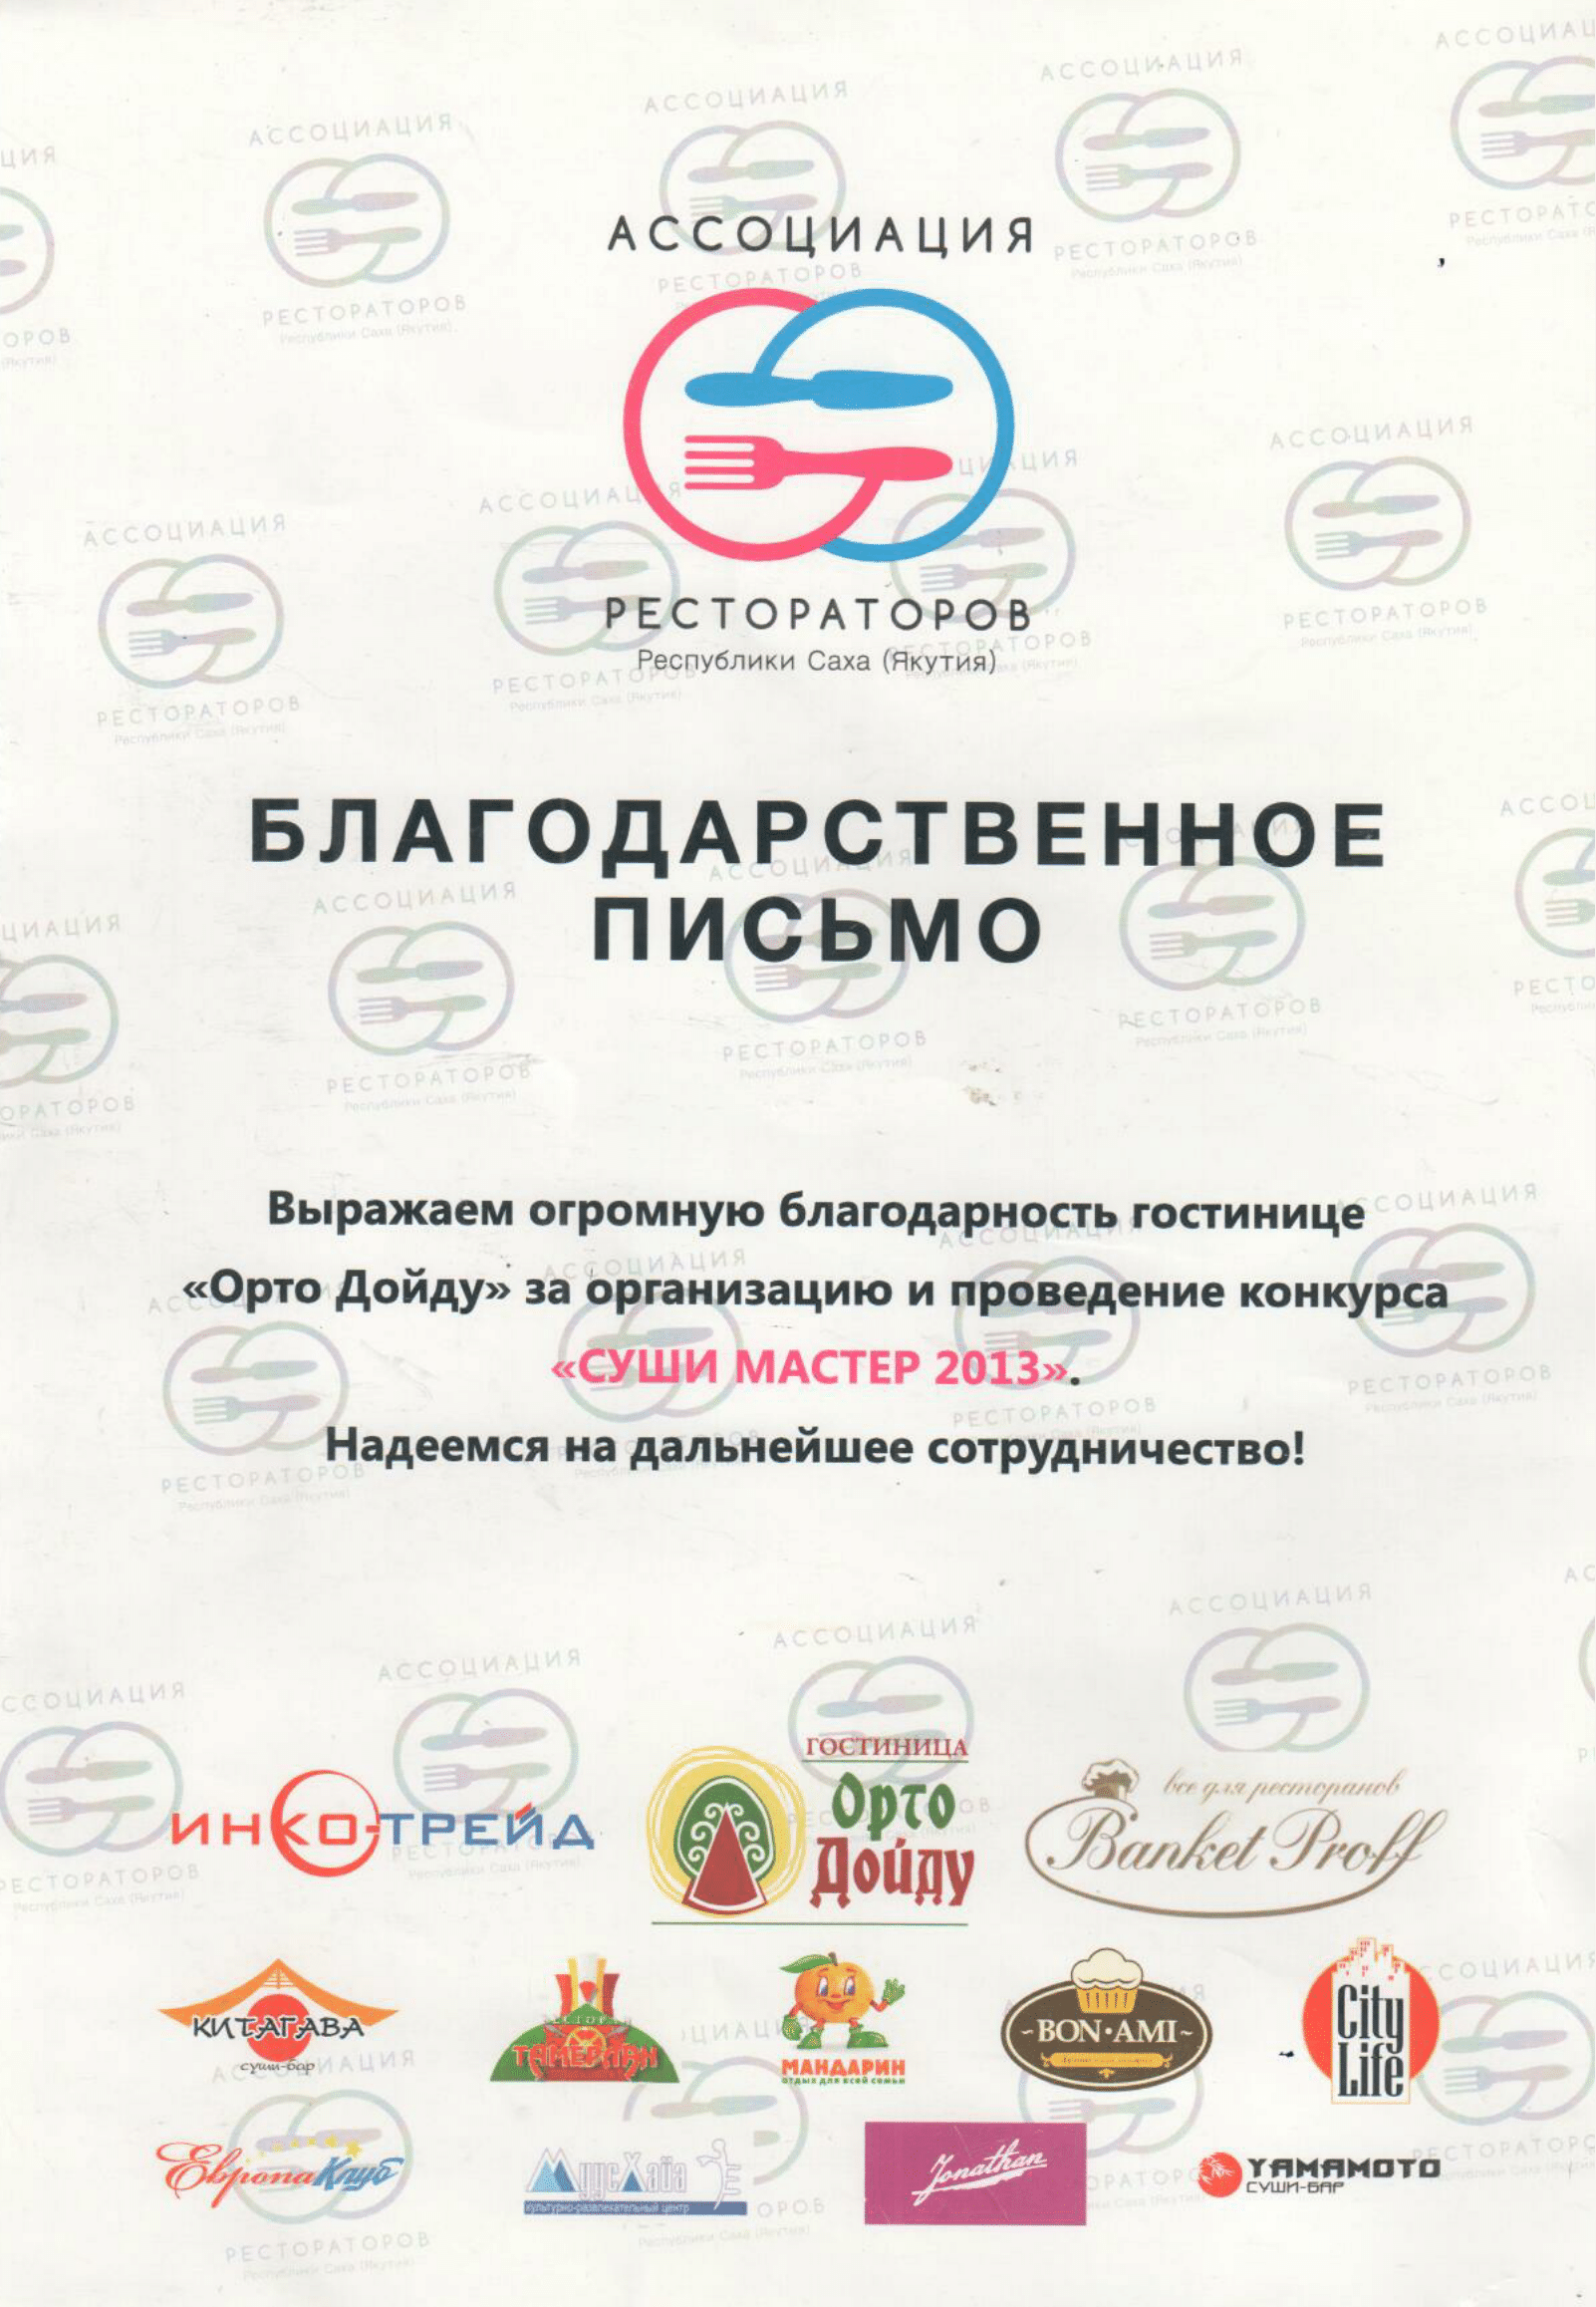 АССОЦИАЦИЯ
РЕСТОРАТОРОВ
Республики Саха (Якутия)
БЛАГОДАРСТВЕННОЕ
ПИСЬМО
Выражаем огромную благодарность гостинице
«Орто Дойду» за организацию и проведение конкурса
«СУШИ МАСТЕР 2013».
Надеемся на дальнейшее сотрудничество!
ИНКО-ТРЕЙД
ГОСТИНИЦА
Орто
Дойду
все для ресторанов
Banket Proff
КИТАГАВА
суши-бар
РЕСТОРАН
ТАМЕРЛАН
МАНДАРИН
отдых для всей семьи
BON•AMI
City
Life
Европа Клуб
МуусХайа
культурно-развлекательный центр
Jonathan
YAMAMOTO
СУШИ-БАР